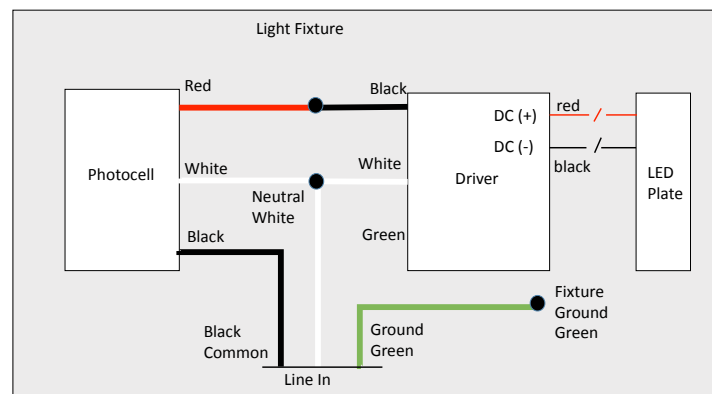 Light Fixture
Red
Black
DC (+)
red
Photocell
White
White
DC (-)
black
Driver
LED
Plate
Neutral
White
Black
Green
Fixture
Ground
Green
Black
Common
Ground
Green
Line In